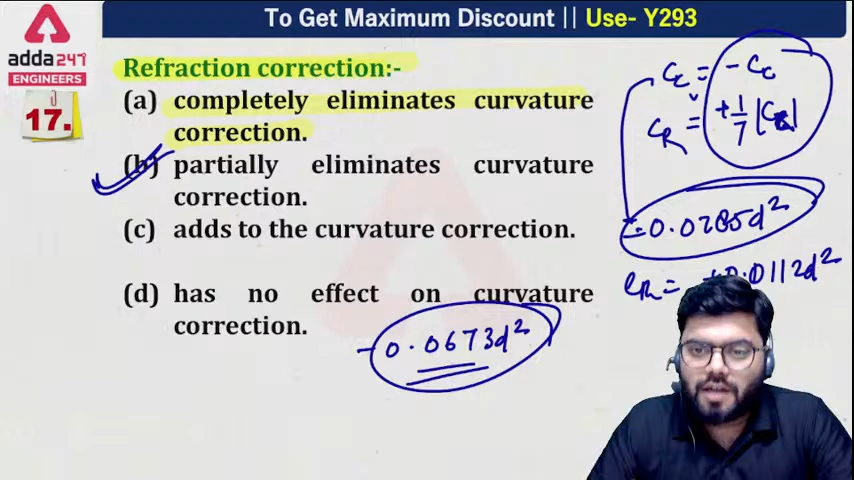 To Get Maximum Discount || Use- Y293
adda247
ENGINEERS
17.
Refraction correction:-
(a) completely eliminates curvature
correction.
(b) partially eliminates curvature
correction.
(c) adds to the curvature correction.
(d) has no effect on curvature
correction.
Cc = - Cc
CR = +1/7 |Cc|
-0.0785d²
CR = +0.0112d²
-0.0673d²